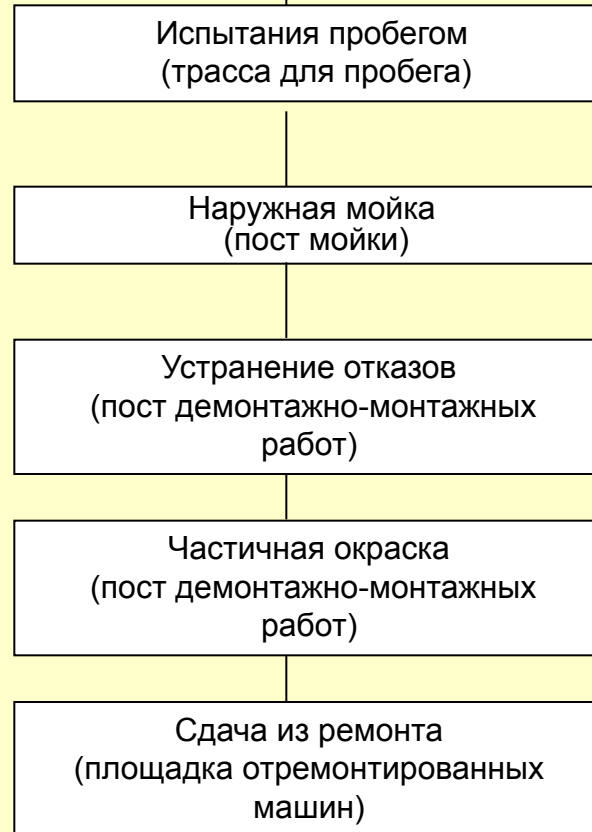 Испытания пробегом
(трасса для пробега)
Наружная мойка
(пост мойки)
Устранение отказов
(пост демонтажно-монтажных
работ)
Частичная окраска
(пост демонтажно-монтажных
работ)
Сдача из ремонта
(площадка отремонтированных
машин)